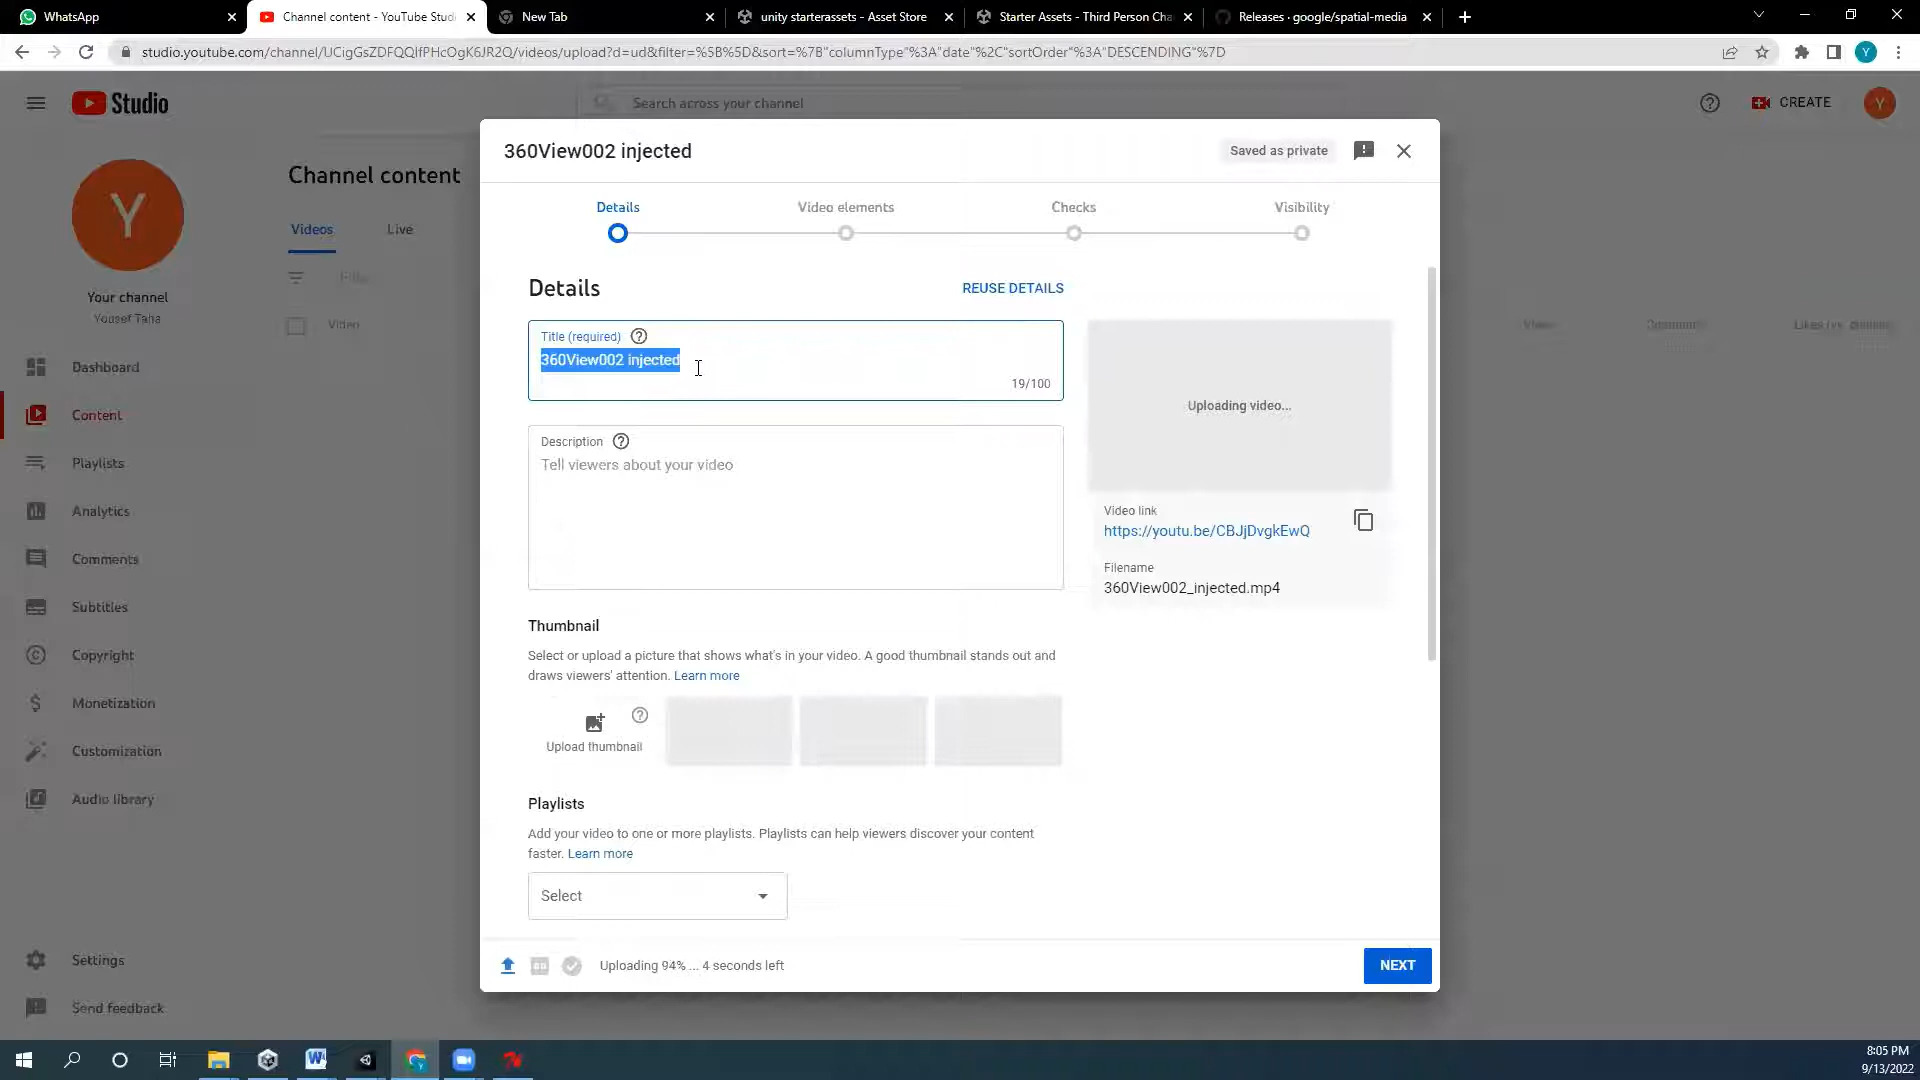 WhatsApp
Channel content - YouTube Studi
New Tab
unity starterassets - Asset Store
Starter Assets - Third Person Cha
Releases · google/spatial-media
studio.youtube.com/channel/UCigGsZDFQQIfPHcOgK6JR2Q/videos/upload?d=ud&filter=%5B%5D&sort=%7B"columnType"%3A"date"%2C"sortOrder"%3A"DESCENDING"%7D
Y
Studio
Search across your channel
CREATE
Y
Y
Your channel
Yousef Taha
Dashboard
Content
Playlists
Analytics
Comments
Subtitles
Copyright
Monetization
Customization
Audio library
Settings
Send feedback
Channel content
Videos Live
Filter
Video
Views
Comments
360View002 injected
Saved as private
Details Video elements Checks Visibility
Details
REUSE DETAILS
Title (required)
360View002 injected
19/100
Description
Tell viewers about your video
Uploading video...
Video link
https://youtu.be/CBJjDvgkEwQ
Filename
360View002_injected.mp4
Thumbnail
Select or upload a picture that shows what's in your video. A good thumbnail stands out and
draws viewers' attention. Learn more
Upload thumbnail
Playlists
Add your video to one or more playlists. Playlists can help viewers discover your content
faster. Learn more
Select
Uploading 94% ... 4 seconds left
NEXT
8:05 PM
9/13/2022